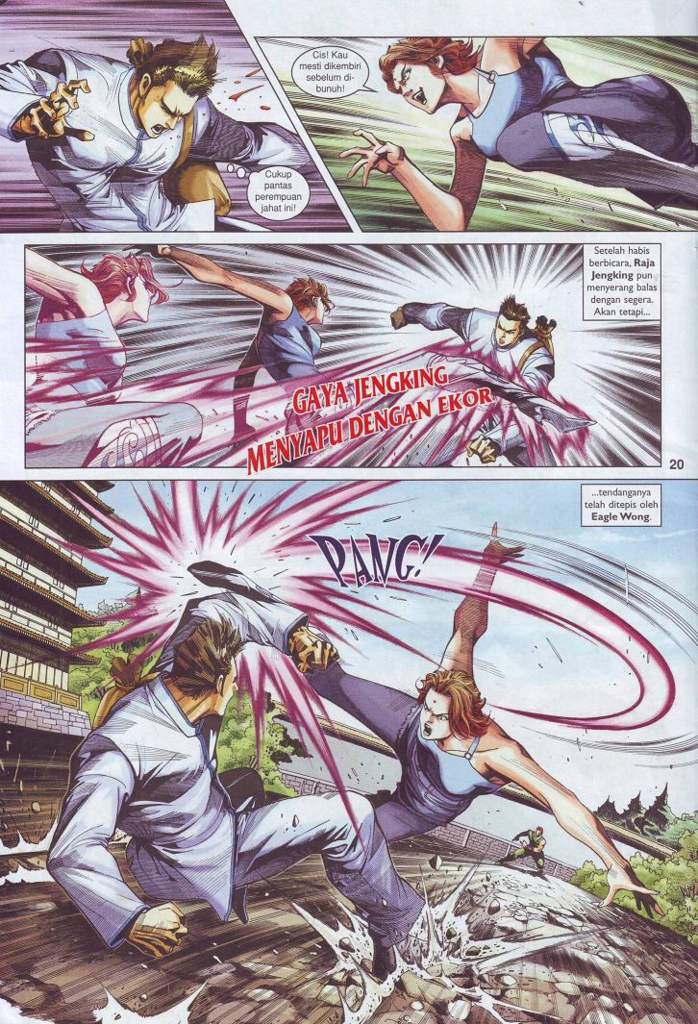 Cis! Kau
mesti dikembiri
sebelum di-
bunuh!
Cukup
pantas
perempuan
jahat ini!
Setelah habis
berbicara, Raja
Jengking pun
menyerang balas
dengan segera.
Akan tetapi...
GAYA JENGKING
MENYAPU DENGAN EKOR
20
...tendangannya
telah ditepis oleh
Eagle Wong.
PANG!